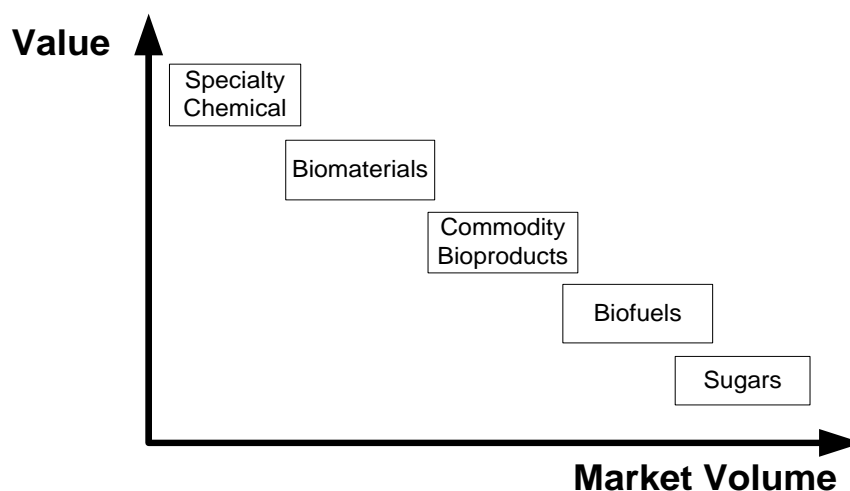 Value
Specialty
Chemical
Biomaterials
Commodity
Bioproducts
Biofuels
Sugars
Market Volume